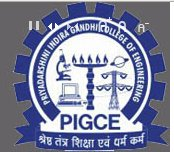 PRIYADARSHINI INDIRA GANDHI COLLEGE OF ENGINEERING
PIGCE
श्रेष्ठ तंत्र शिक्षा एवं धर्म कर्म